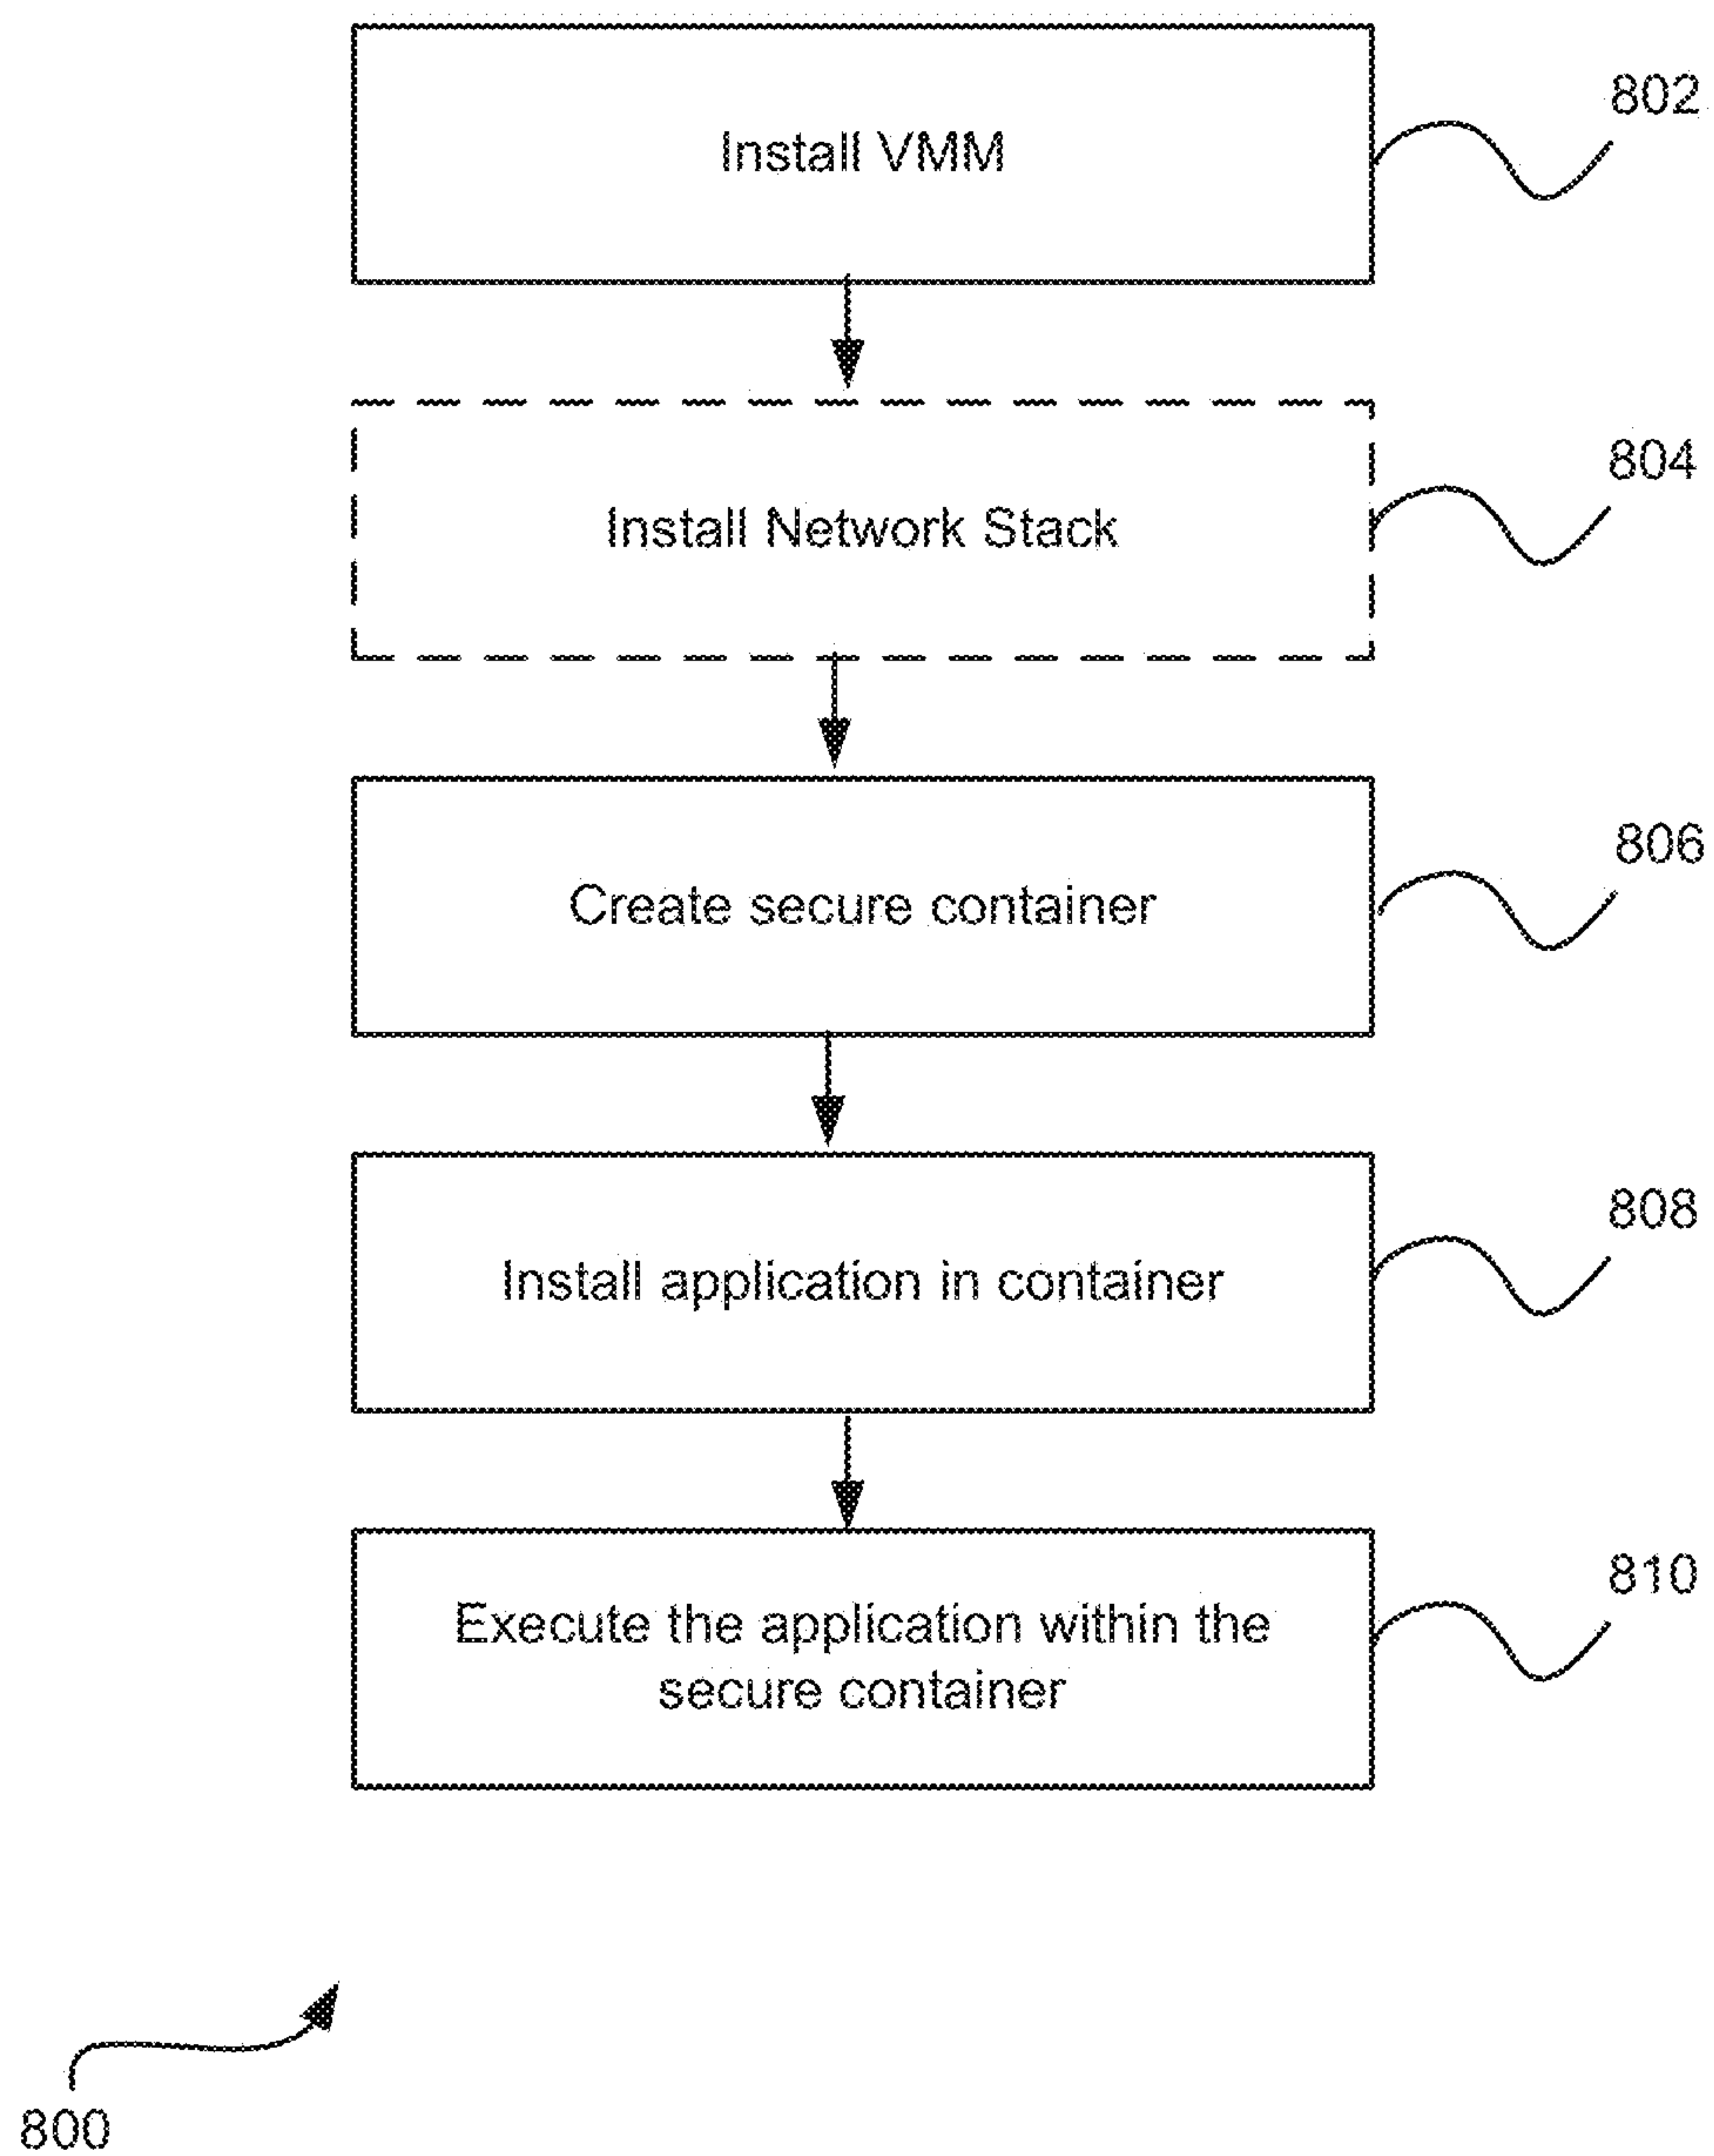 Install VMM
802
Install Network Stack
804
Create secure container
806
Install application in container
808
Execute the application within the
secure container
810
800